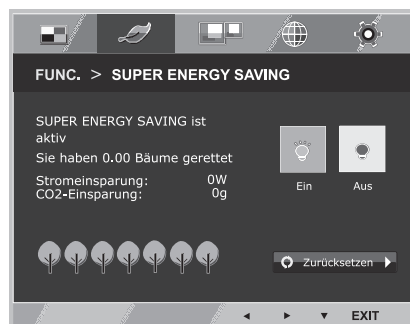 FUNC. > SUPER ENERGY SAVING
SUPER ENERGY SAVING ist
aktiv
Sie haben 0.00 Bäume gerettet
Stromeinsparung: 0W
CO2-Einsparung: 0g
Ein Aus
Zurücksetzen
EXIT